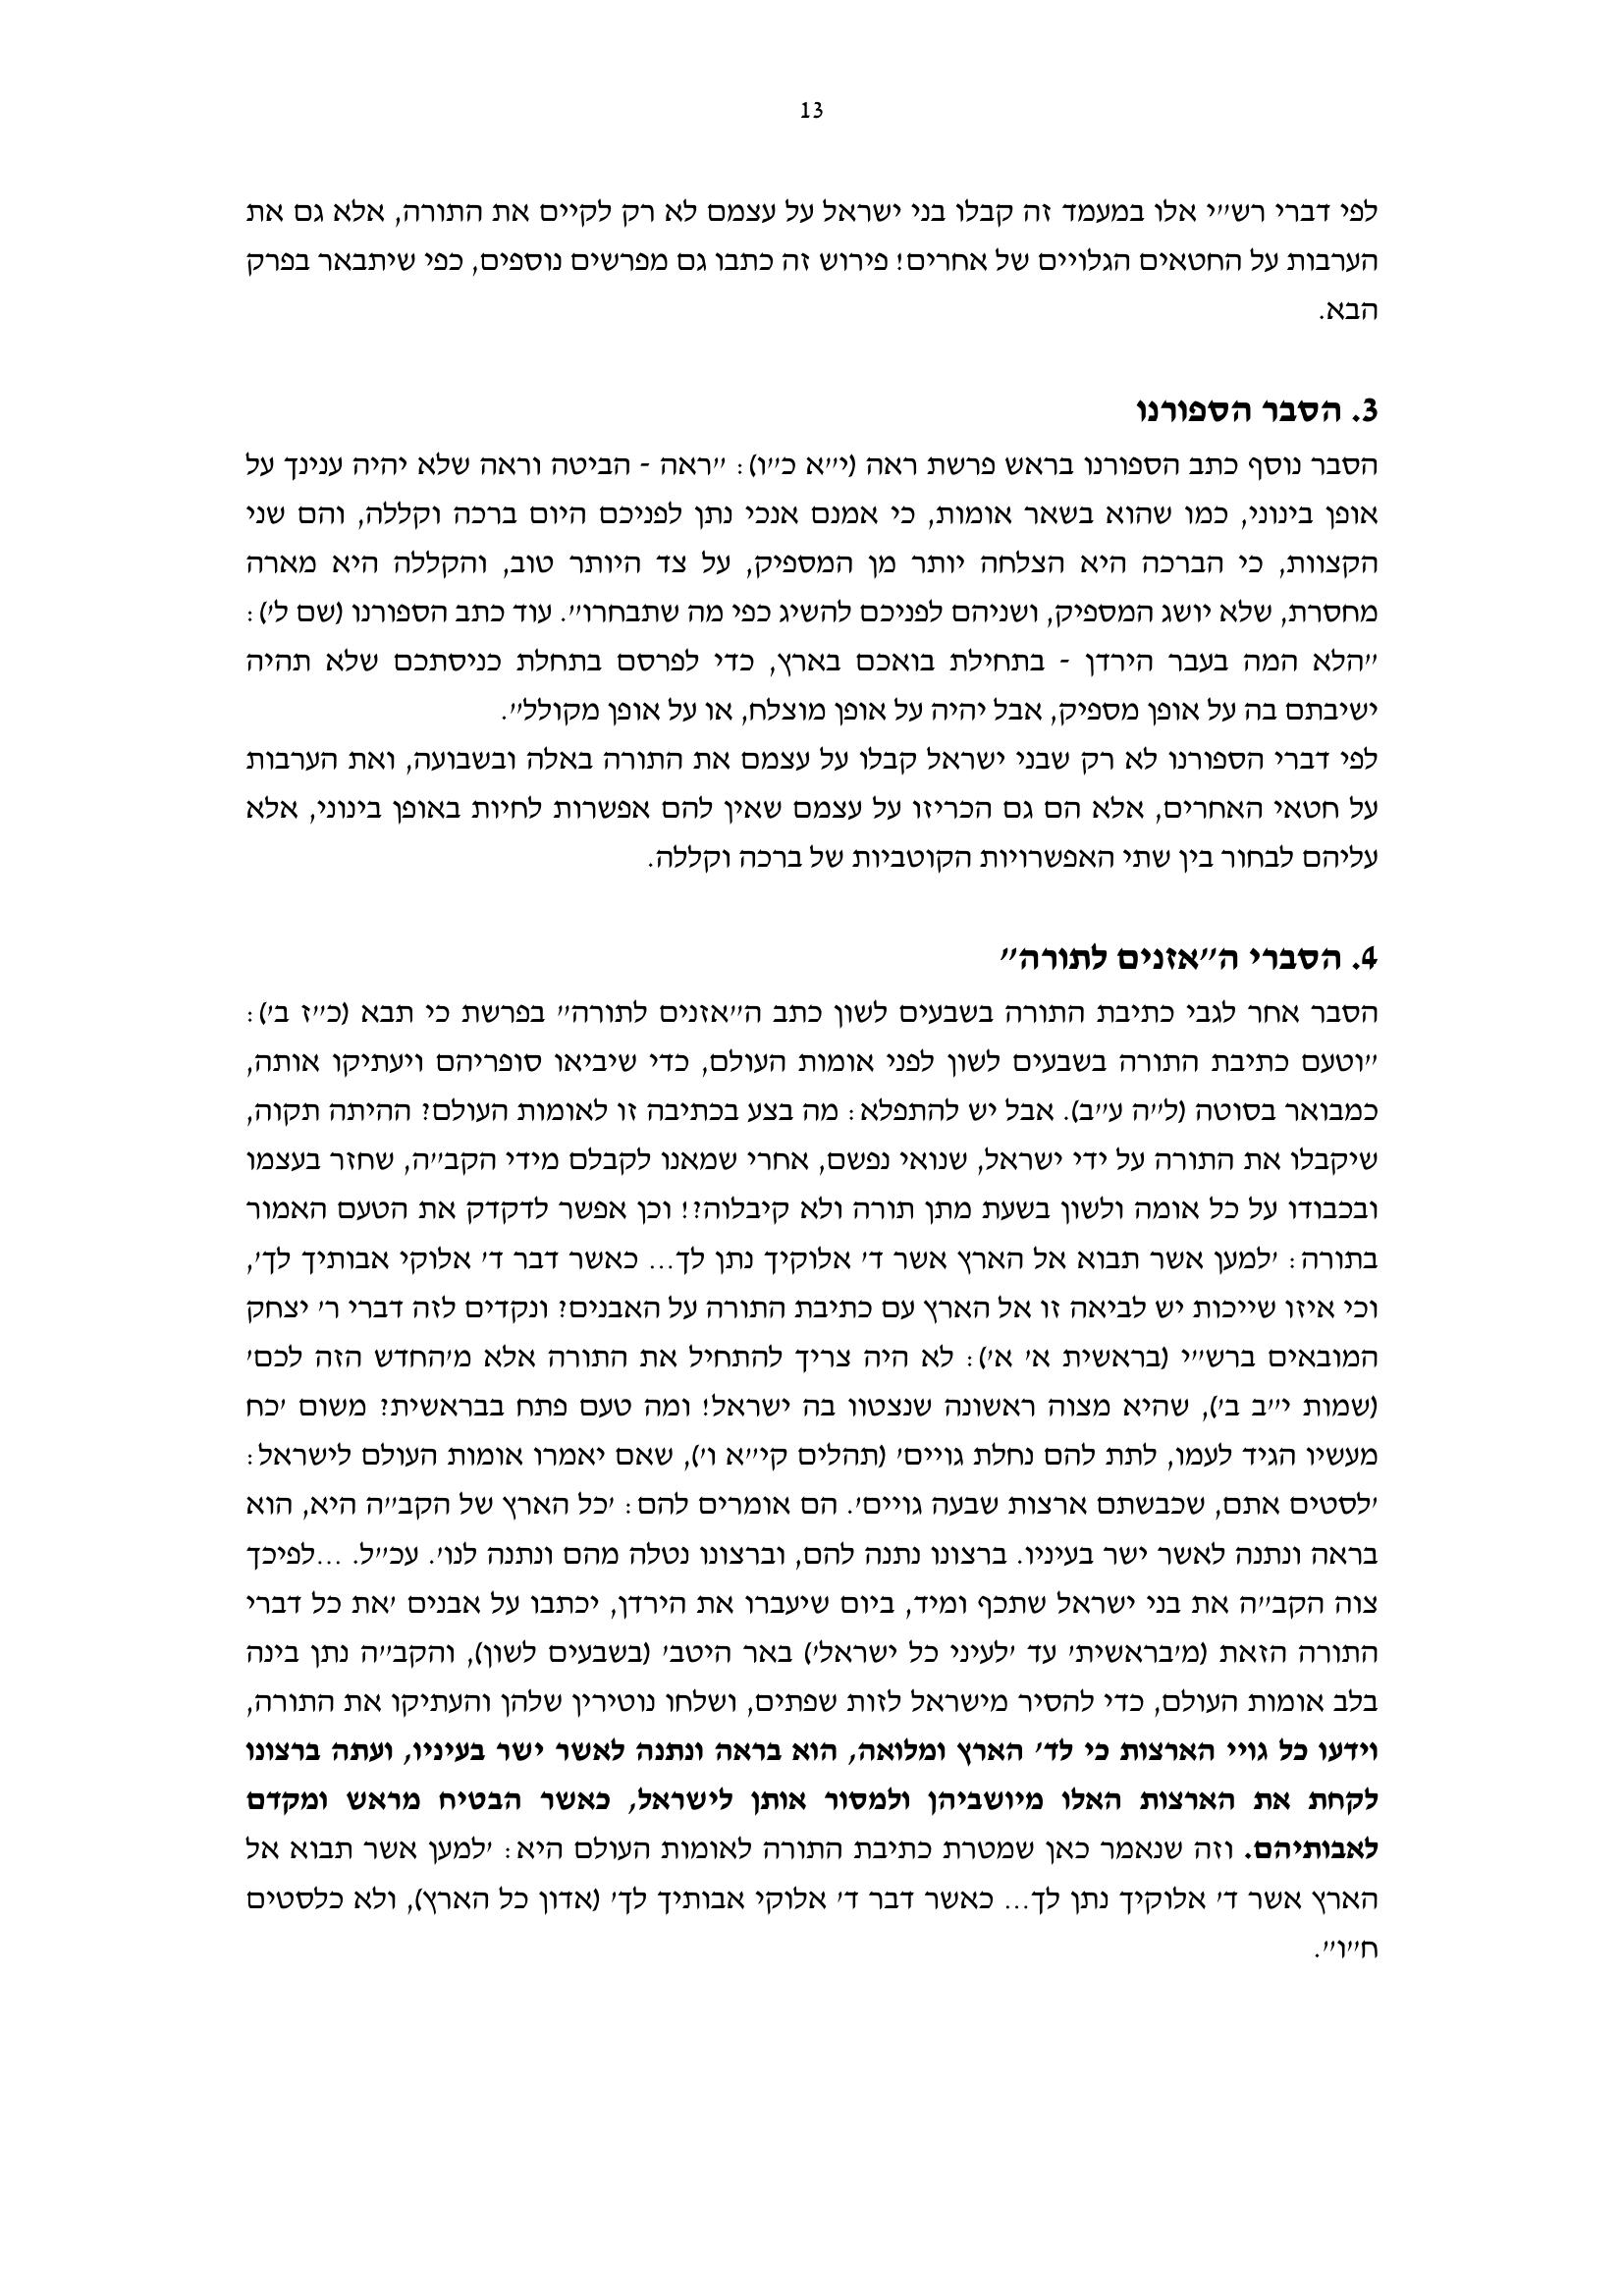 13
לפי דברי רש״י אלו במעמד זה קבלו בני ישראל על עצמם לא רק לקיים את התורה, אלא גם את
הערבות על החטאים הגלויים של אחרים! פירוש זה כתבו גם מפרשים נוספים, כפי שיתבאר בפרק
הבא.
3. הסבר הספורנו
הסבר נוסף כתב הספורנו בראש פרשת ראה (י״א כ״ו): ״ראה - הביטה וראה שלא יהיה ענינך על
אופן בינוני, כמו שהוא בשאר אומות, כי אמנם אנכי נתן לפניכם היום ברכה וקללה, והם שני
הקצוות, כי הברכה היא הצלחה יותר מן המספיק, על צד היותר טוב, והקללה היא מארה
מחסרת, שלא יושג המספיק, ושניהם לפניכם להשיג כפי מה שתבחרו״. עוד כתב הספורנו (שם ל׳):
״הלא המה בעבר הירדן - בתחילת בואכם בארץ, כדי לפרסם בתחלת כניסתכם שלא תהיה
ישיבתם בה על אופן מספיק, אבל יהיה על אופן מוצלח, או על אופן מקולל״.
לפי דברי הספורנו לא רק שבני ישראל קבלו על עצמם את התורה באלה ובשבועה, ואת הערבות
על חטאי האחרים, אלא הם גם הכריזו על עצמם שאין להם אפשרות לחיות באופן בינוני, אלא
עליהם לבחור בין שתי האפשרויות הקוטביות של ברכה וקללה.
4. הסברי ה״אזנים לתורה״
הסבר אחר לגבי כתיבת התורה בשבעים לשון כתב ה״אזנים לתורה״ בפרשת כי תבא (כ״ז ב׳):
״וטעם כתיבת התורה בשבעים לשון לפני אומות העולם, כדי שיביאו סופריהם ויעתיקו אותה,
כמבואר בסוטה (ל״ה ע״ב). אבל יש להתפלא: מה בצע בכתיבה זו לאומות העולם? ההיתה תקוה,
שיקבלו את התורה על ידי ישראל, שנואי נפשם, אחרי שמאנו לקבלם מידי הקב״ה, שחזר בעצמו
ובכבודו על כל אומה ולשון בשעת מתן תורה ולא קיבלוה?! וכן אפשר לדקדק את הטעם האמור
בתורה: ׳למען אשר תבוא אל הארץ אשר ד׳ אלוקיך נתן לך... כאשר דבר ד׳ אלוקי אבותיך לך׳,
וכי איזו שייכות יש לביאה זו אל הארץ עם כתיבת התורה על האבנים? ונקדים לזה דברי ר׳ יצחק
המובאים ברש״י (בראשית א׳ א׳): לא היה צריך להתחיל את התורה אלא מ׳החדש הזה לכם׳
(שמות י״ב ב׳), שהיא מצוה ראשונה שנצטוו בה ישראל! ומה טעם פתח בבראשית? משום ׳כח
מעשיו הגיד לעמו, לתת להם נחלת גויים׳ (תהלים קי״א ו׳), שאם יאמרו אומות העולם לישראל:
׳לסטים אתם, שכבשתם ארצות שבעה גויים׳. הם אומרים להם: ׳כל הארץ של הקב״ה היא, הוא
בראה ונתנה לאשר ישר בעיניו. ברצונו נתנה להם, וברצונו נטלה מהם ונתנה לנו׳. עכ״ל. ...לפיכך
צוה הקב״ה את בני ישראל שתכף ומיד, ביום שיעברו את הירדן, יכתבו על אבנים ׳את כל דברי
התורה הזאת (מ׳בראשית׳ עד ׳לעיני כל ישראל׳) באר היטב׳ (בשבעים לשון), והקב״ה נתן בינה
בלב אומות העולם, כדי להסיר מישראל לזות שפתים, ושלחו נוטירין שלהן והעתיקו את התורה,
וידעו כל גויי הארצות כי לד׳ הארץ ומלואה, הוא בראה ונתנה לאשר ישר בעיניו, ועתה ברצונו
לקחת את הארצות האלו מיושביהן ולמסור אותן לישראל, כאשר הבטיח מראש ומקדם
לאבותיהם. וזה שנאמר כאן שמטרת כתיבת התורה לאומות העולם היא: ׳למען אשר תבוא אל
הארץ אשר ד׳ אלוקיך נתן לך... כאשר דבר ד׳ אלוקי אבותיך לך׳ (אדון כל הארץ), ולא כלסטים
ח״ו״.